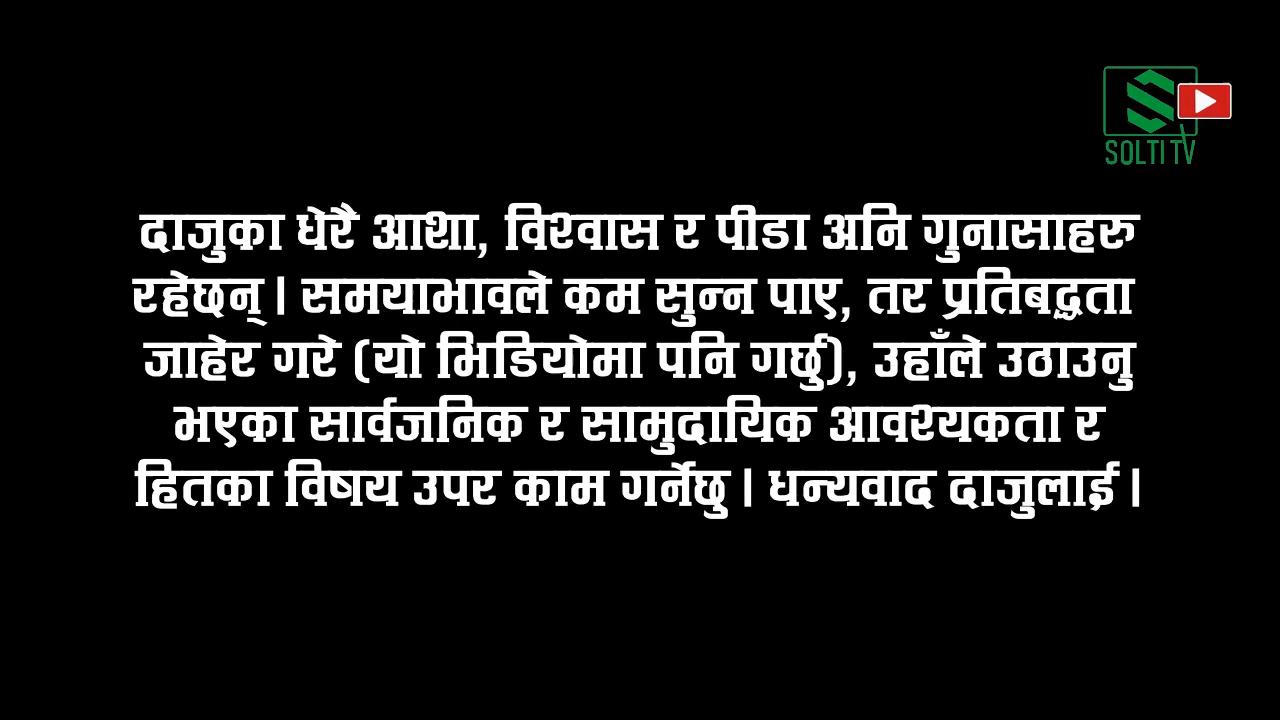 SOLTI TV
दाजुका धेरै आशा, विश्वास र पीडा अनि गुनासाहरु
रहेछन् । समयाभावले कम सुन्न पाए, तर प्रतिबद्धता
जाहेर गरे (यो भिडियोमा पनि गर्छु), उहाँले उठाउनु
भएका सार्वजनिक र सामुदायिक आवश्यकता र
हितका विषय उपर काम गर्नेछु । धन्यवाद दाजुलाई ।